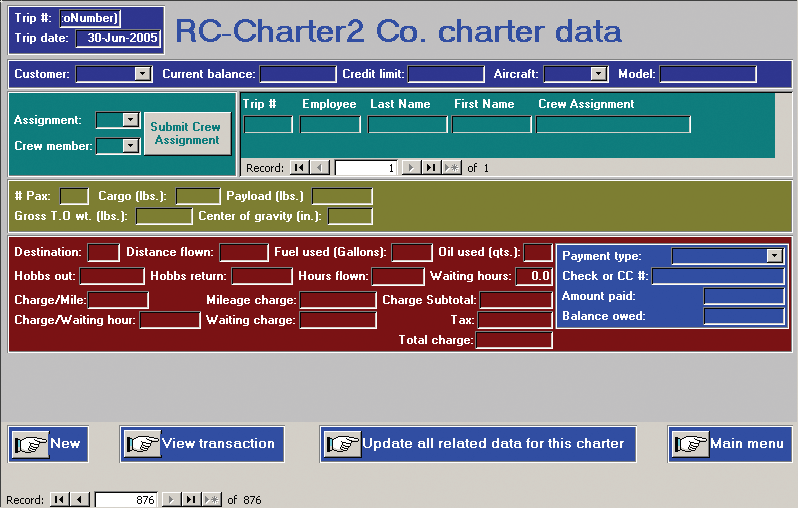 Trip #: :oNumber)
RC-Charter2 Co. charter data
Trip date: 30-Jun-2005
Customer: Current balance: Credit limit: Aircraft: Model:
Trip # Employee Last Name First Name Crew Assignment
Assignment:
Submit Crew
Assignment
Crew member:
Record: 1 of 1
# Pax: Cargo (lbs.): Payload (lbs.)
Gross T.O wt. (lbs.): Center of gravity (in.):
Destination: Distance flown: Fuel used (Gallons): Oil used (qts.):
Payment type:
Hobbs out: Hobbs return: Hours flown: Waiting hours: 0.0
Check or CC #:
Charge/Mile: Mileage charge: Charge Subtotal:
Amount paid:
Charge/Waiting hour: Waiting charge: Tax:
Balance owed:
Total charge:
New View transaction Update all related data for this charter Main menu
Record: 876 of 876